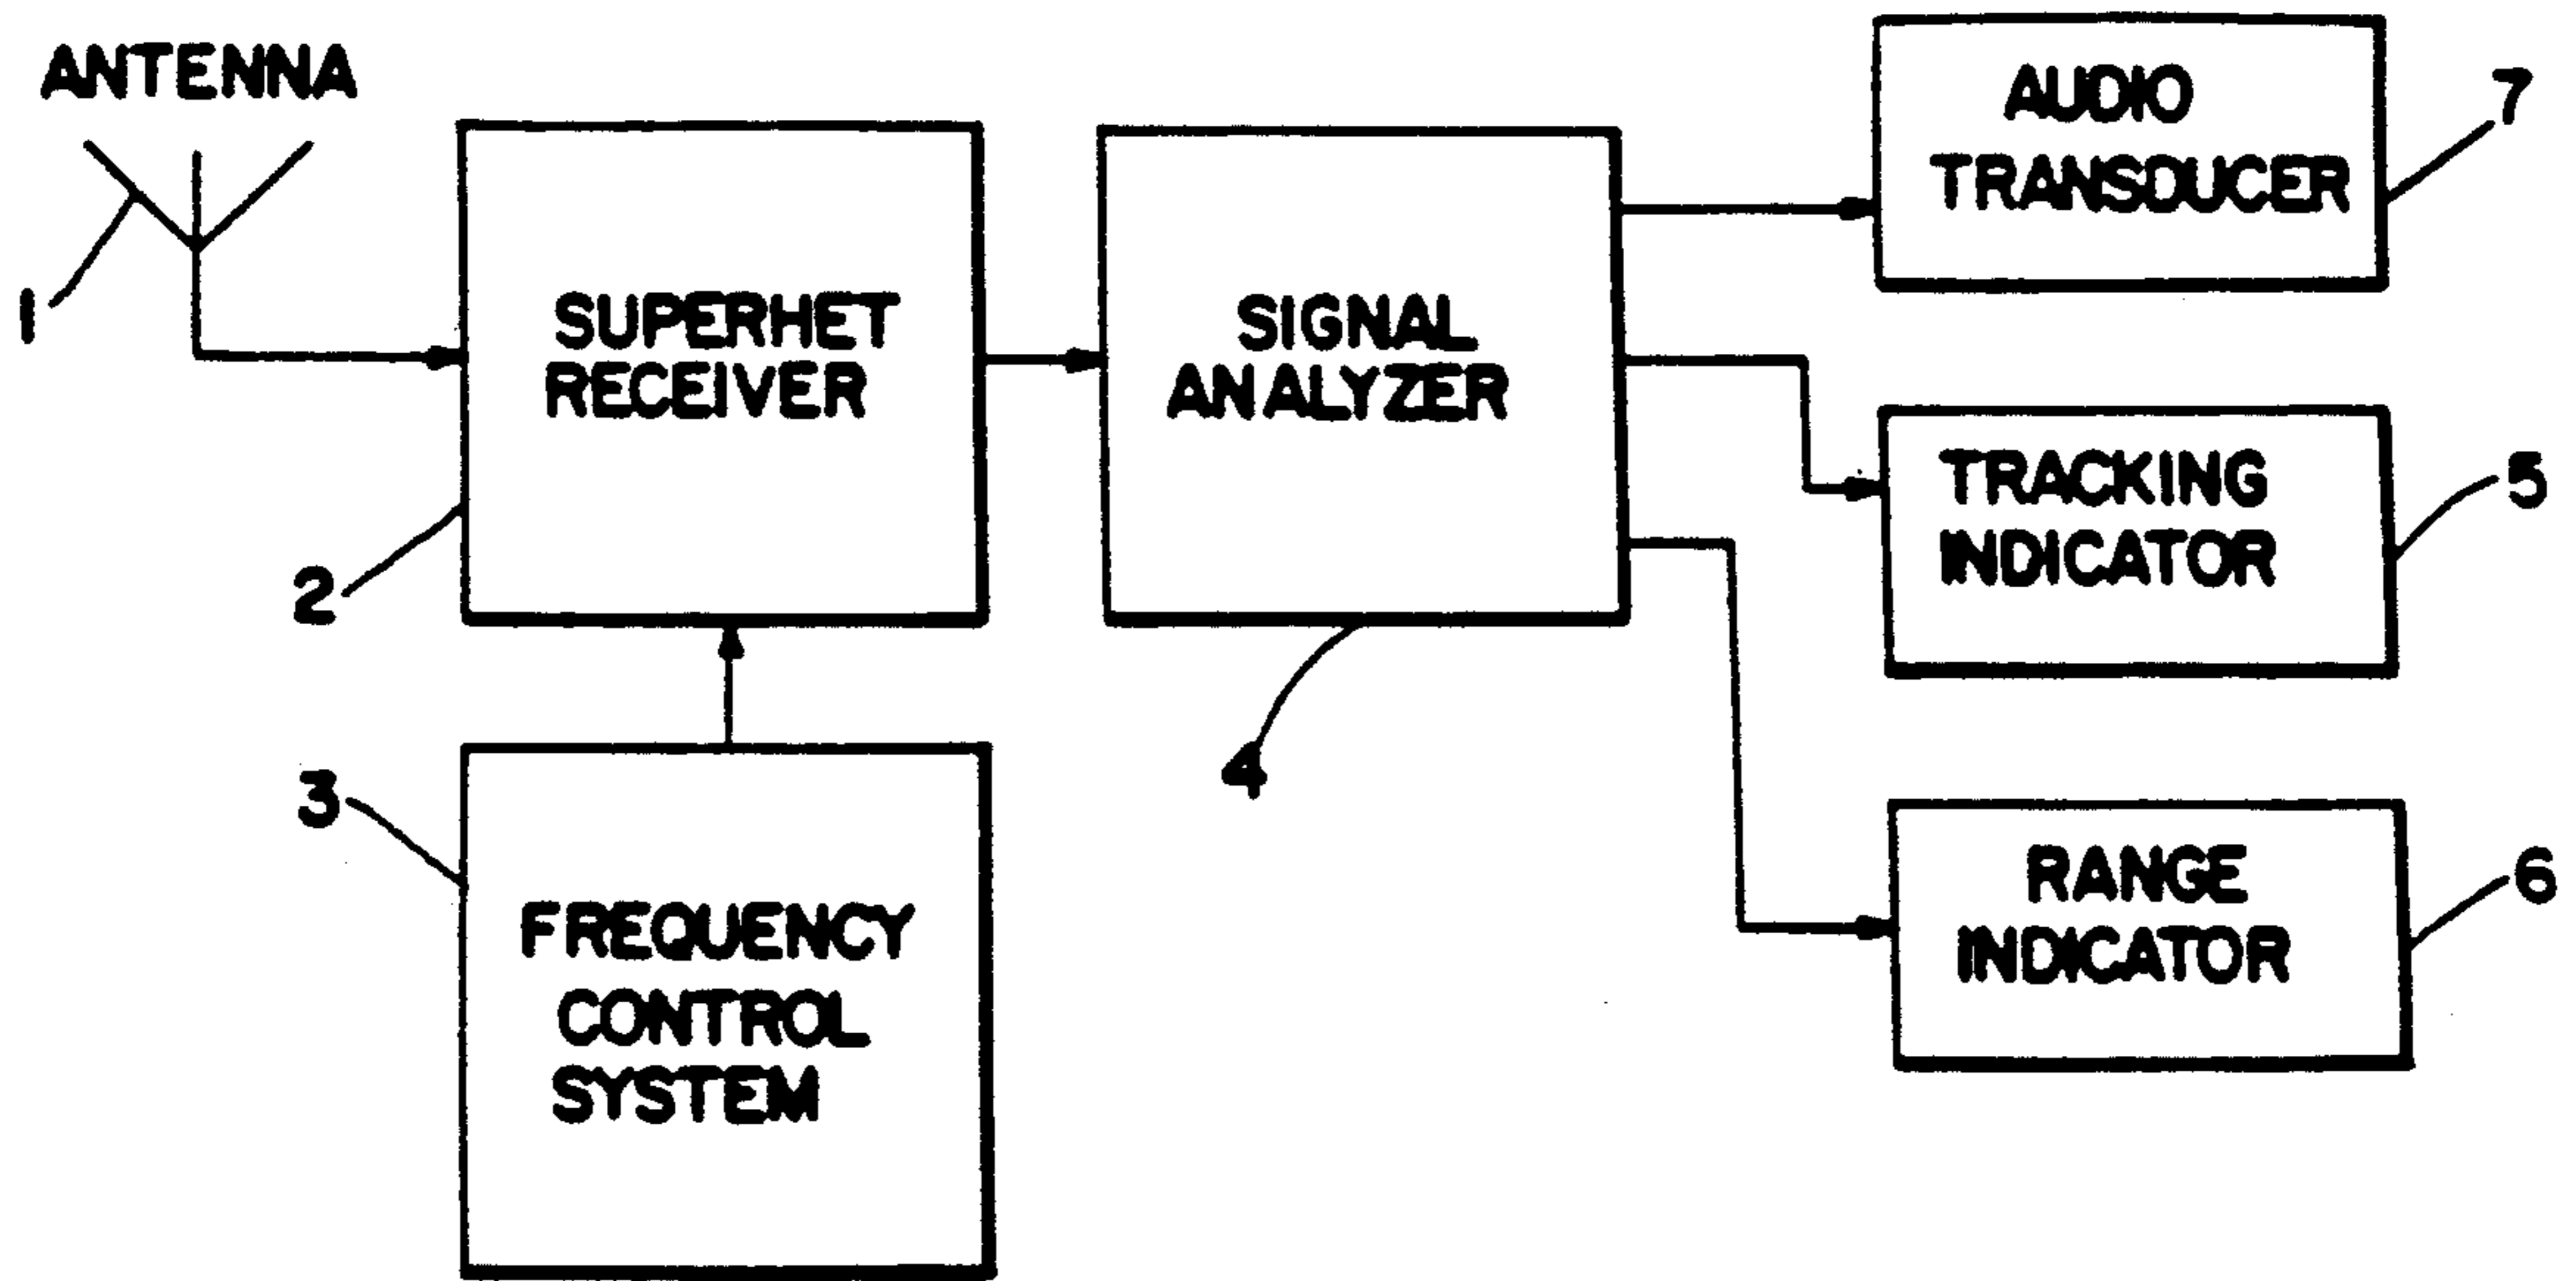 ANTENNA
1
SUPERHET
RECEIVER
2
FREQUENCY
CONTROL
SYSTEM
3
SIGNAL
ANALYZER
4
AUDIO
TRANSDUCER
7
TRACKING
INDICATOR
5
RANGE
INDICATOR
6